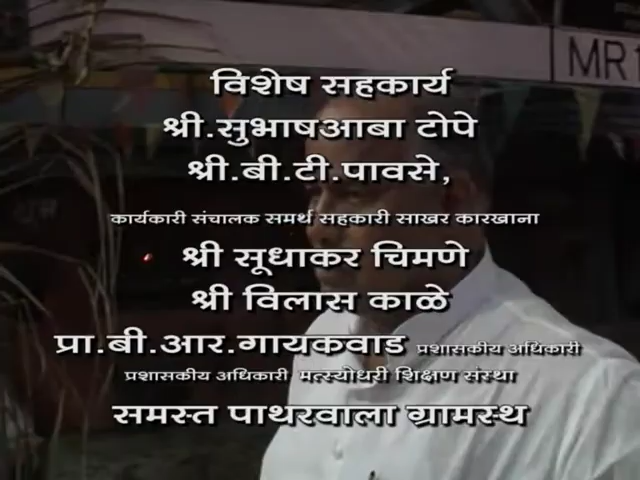 MR
विशेष सहकार्य
श्री.सुभाषआबा टोपे
श्री.बी.टी.पावसे,
कार्यकारी संचालक समर्थ सहकारी साखर कारखाना
श्री सूधाकर चिमणे
श्री विलास काळे
प्रा.बी.आर.गायकवाड प्रशासकीय अधिकारी
प्रशासकीय अधिकारी मत्स्योधरी शिक्षण संस्था
समस्त पाथरवाला ग्रामस्थ